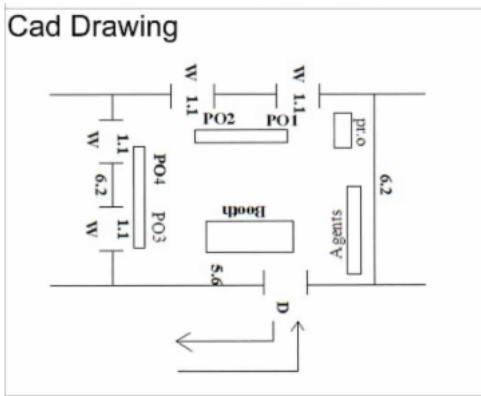 Cad Drawing
W
W
1.1
1.1
PO2
PO1
pr.o
W
1.1
PO4
6.2
6.2
PO3
1.1
W
Booth
Agents
5.6
D